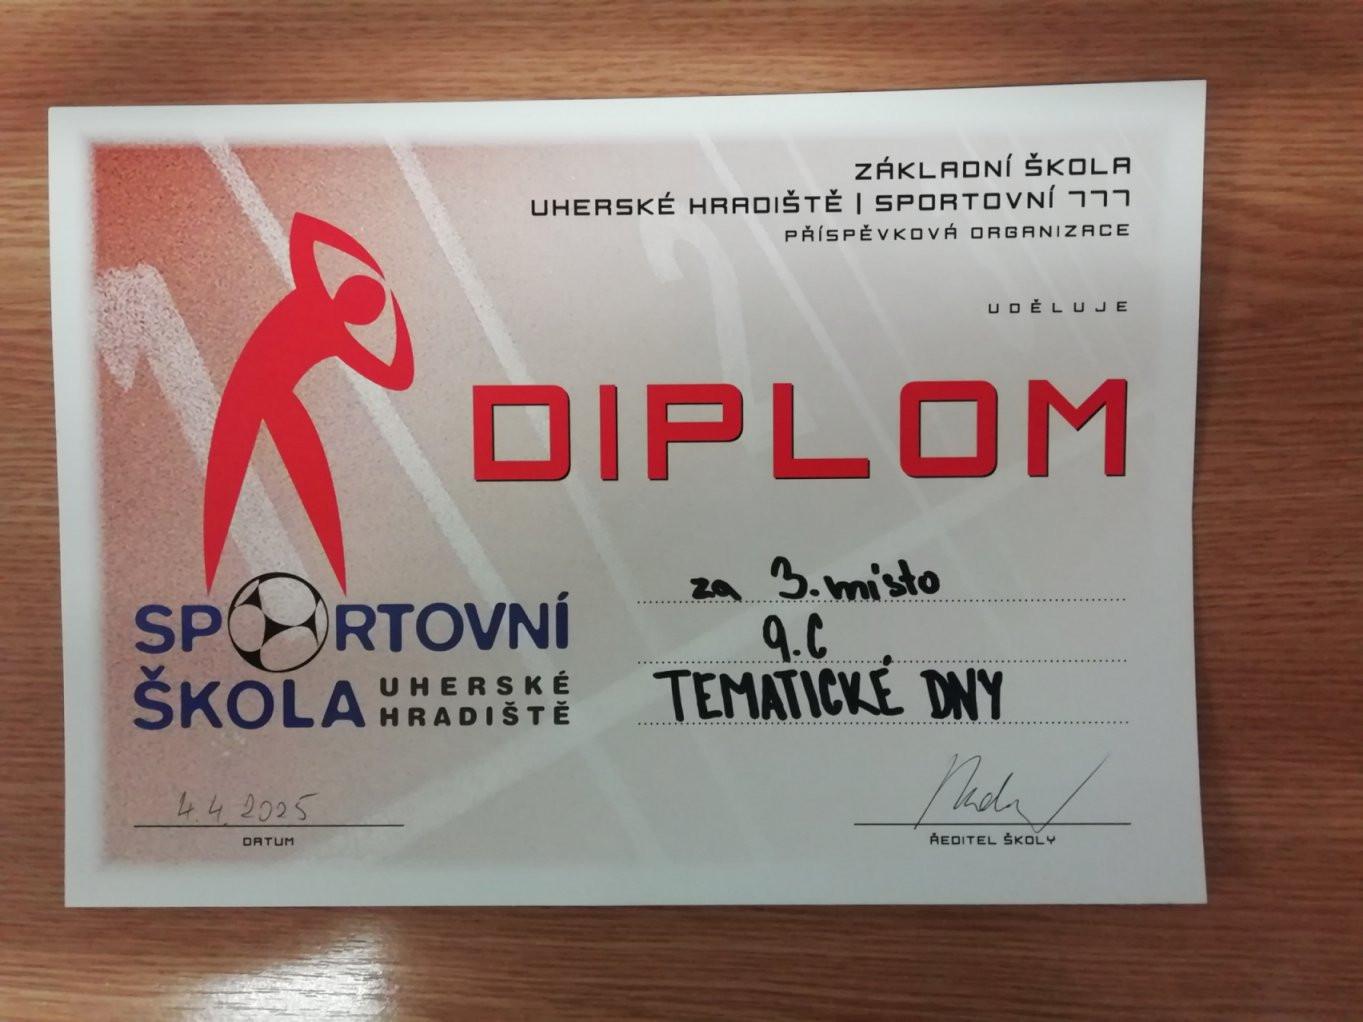 ZÁKLADNÍ ŠKOLA
UHERSKÉ HRADIŠTĚ | SPORTOVNÍ 777
PŘÍSPĚVKOVÁ ORGANIZACE
UDĚLUJE
DIPLOM
za 3. místo
9.C
TEMATICKÉ DNY
SPORTOVNÍ
ŠKOLA UHERSKÉ
HRADIŠTĚ
4.4.2025
DATUM
ŘEDITEL ŠKOLY